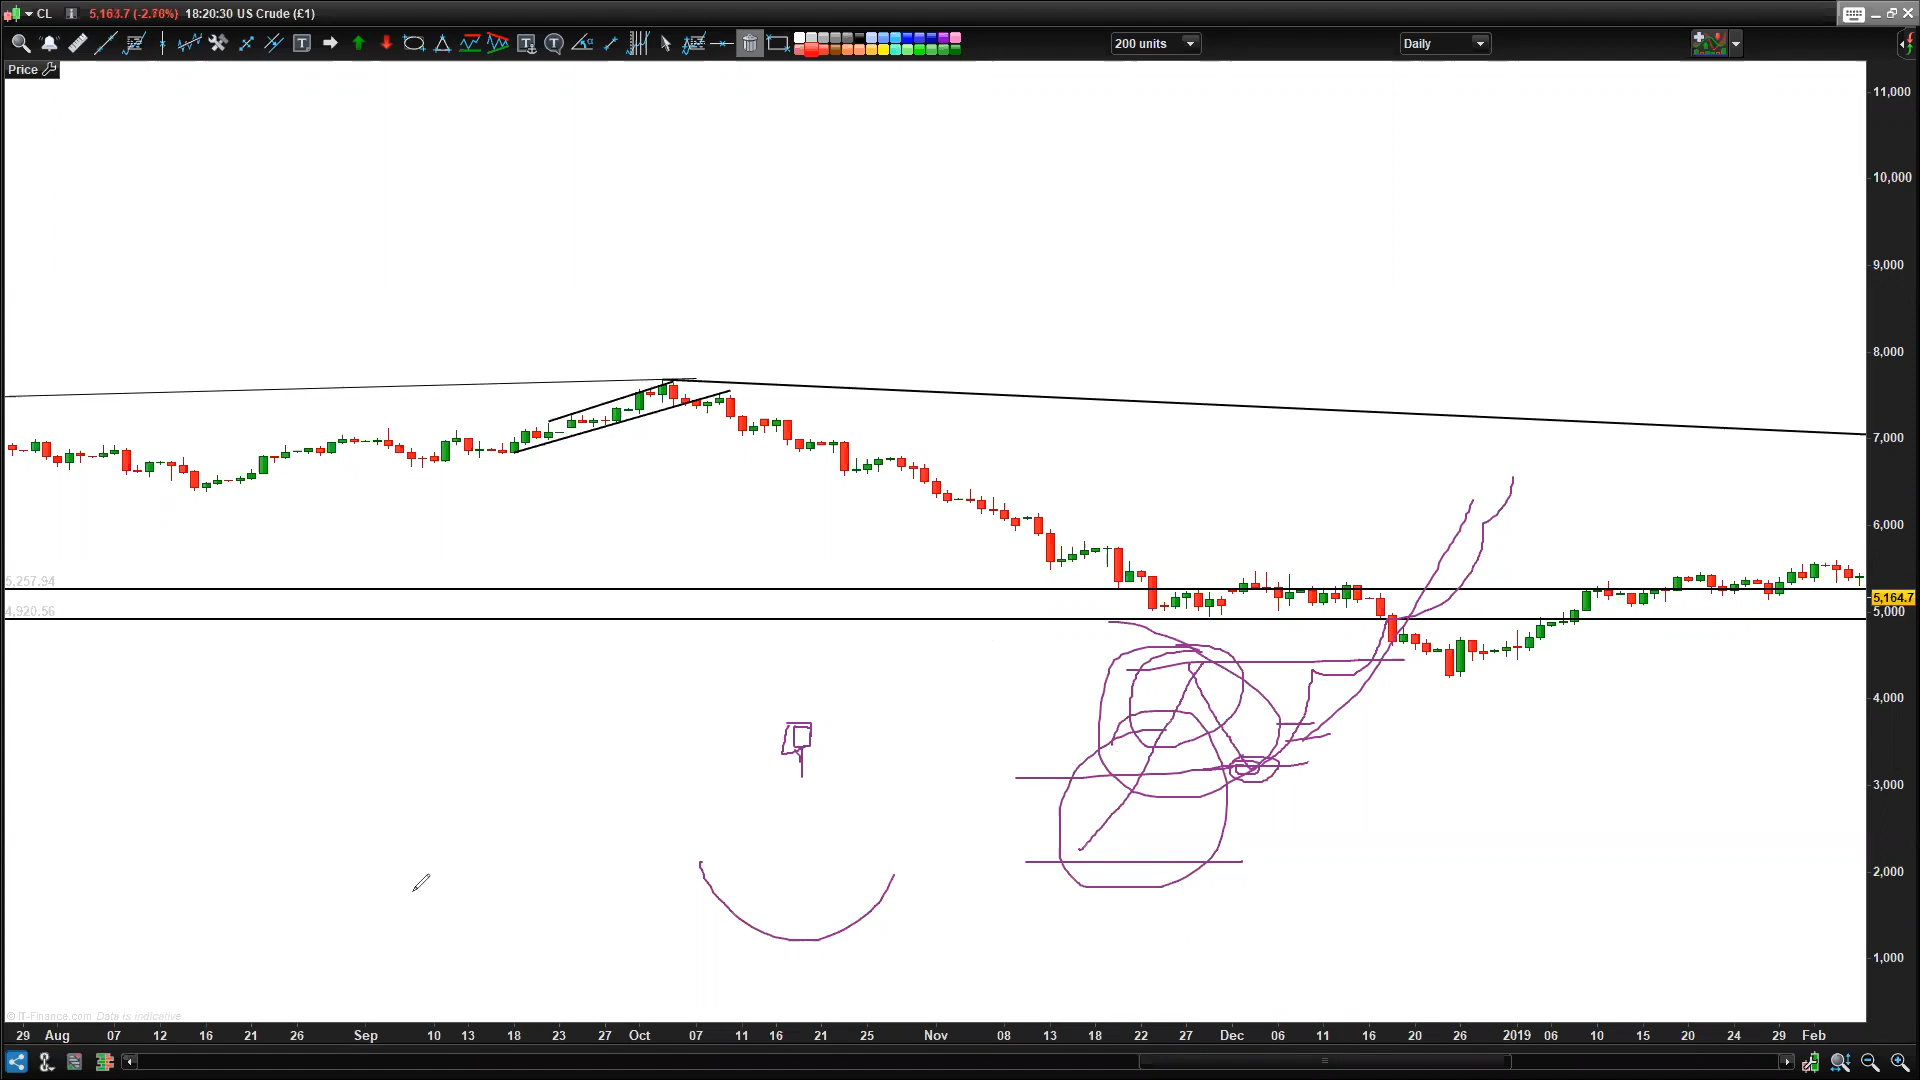 CL 5,163.7 (-2.78%) 18:20:30 US Crude (£1)
200 units Daily
Price
11,000
10,000
9,000
8,000
7,000
6,000
5,257.94
5,164.7
4,920.56
5,000
4,000
3,000
2,000
1,000
© IT-Finance.com Data is indicative
29 Aug 07 12 16 21 26 Sep 10 13 18 23 27 Oct 07 11 16 21 25 Nov 08 13 18 22 27 Dec 06 11 16 20 26 2019 06 10 15 20 24 29 Feb